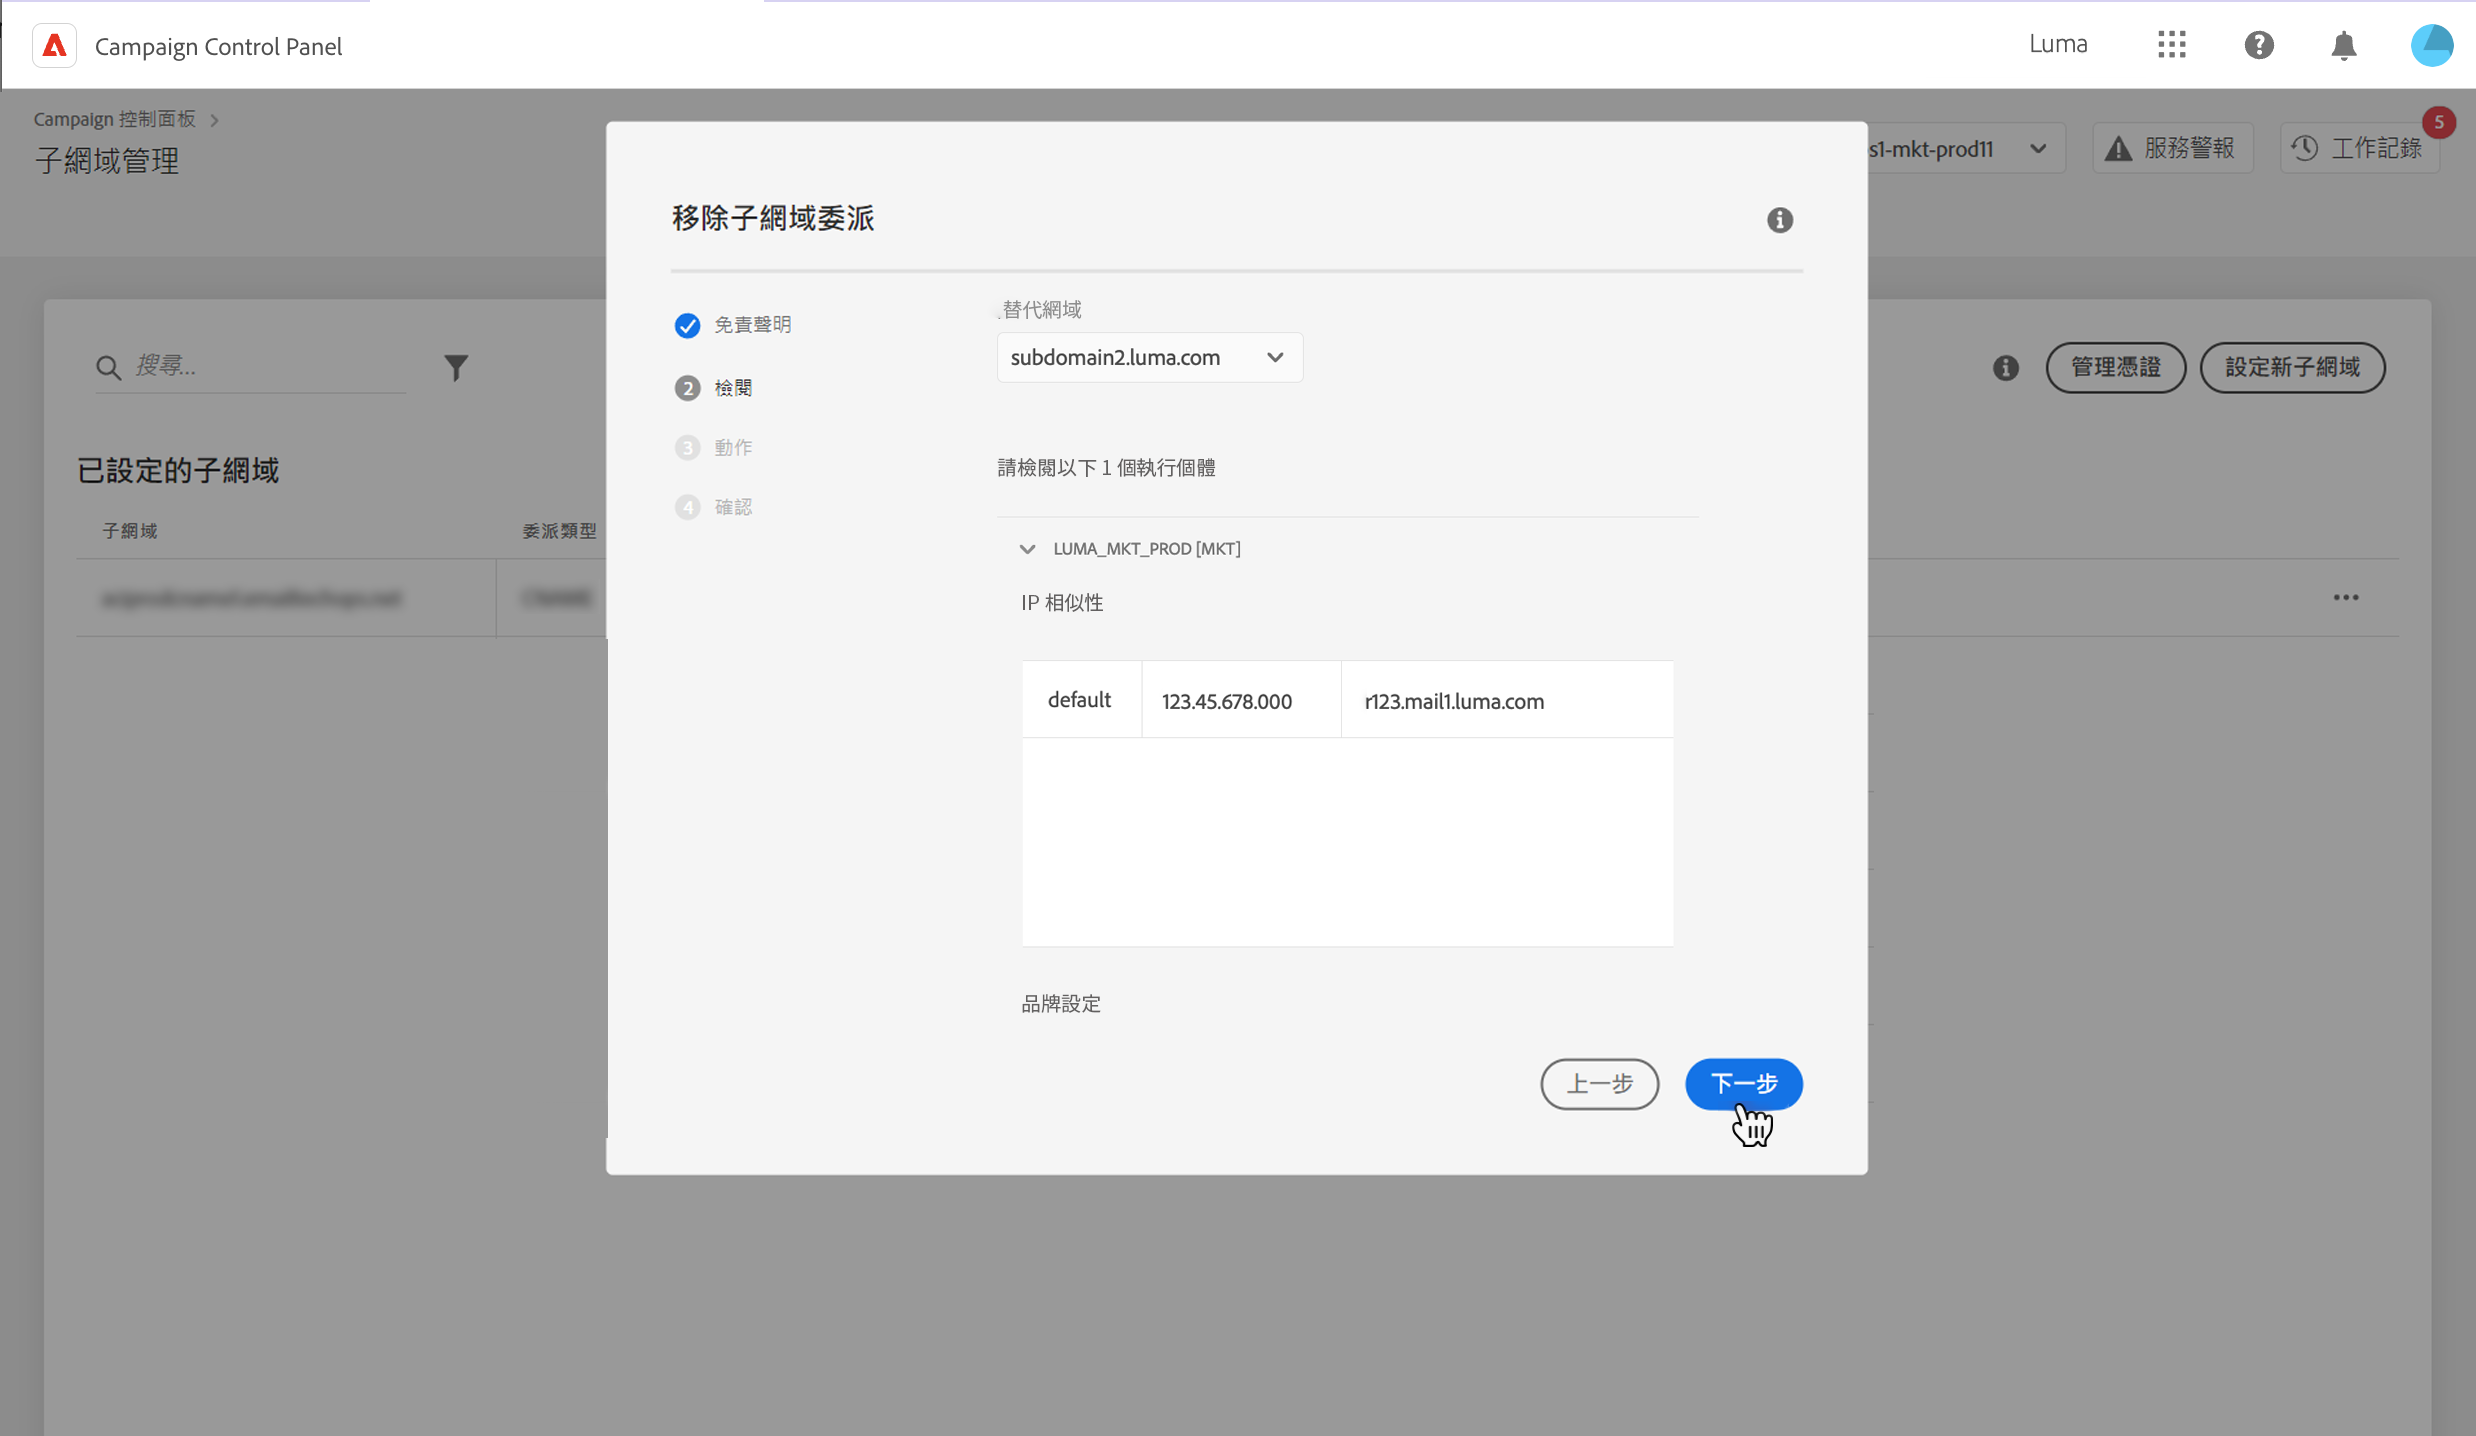 Campaign Control Panel
Luma
Campaign 控制面板
子網域管理
s1-mkt-prod11
服務警報
工作記錄
5
移除子網域委派
免責聲明
2 檢閱
3 動作
4 確認
替代網域
subdomain2.luma.com
請檢閱以下 1 個執行個體
LUMA_MKT_PROD [MKT]
IP 相似性
default 123.45.678.000 r123.mail1.luma.com
品牌設定
上一步
下一步
搜尋...
管理憑證
設定新子網域
已設定的子網域
子網域
委派類型